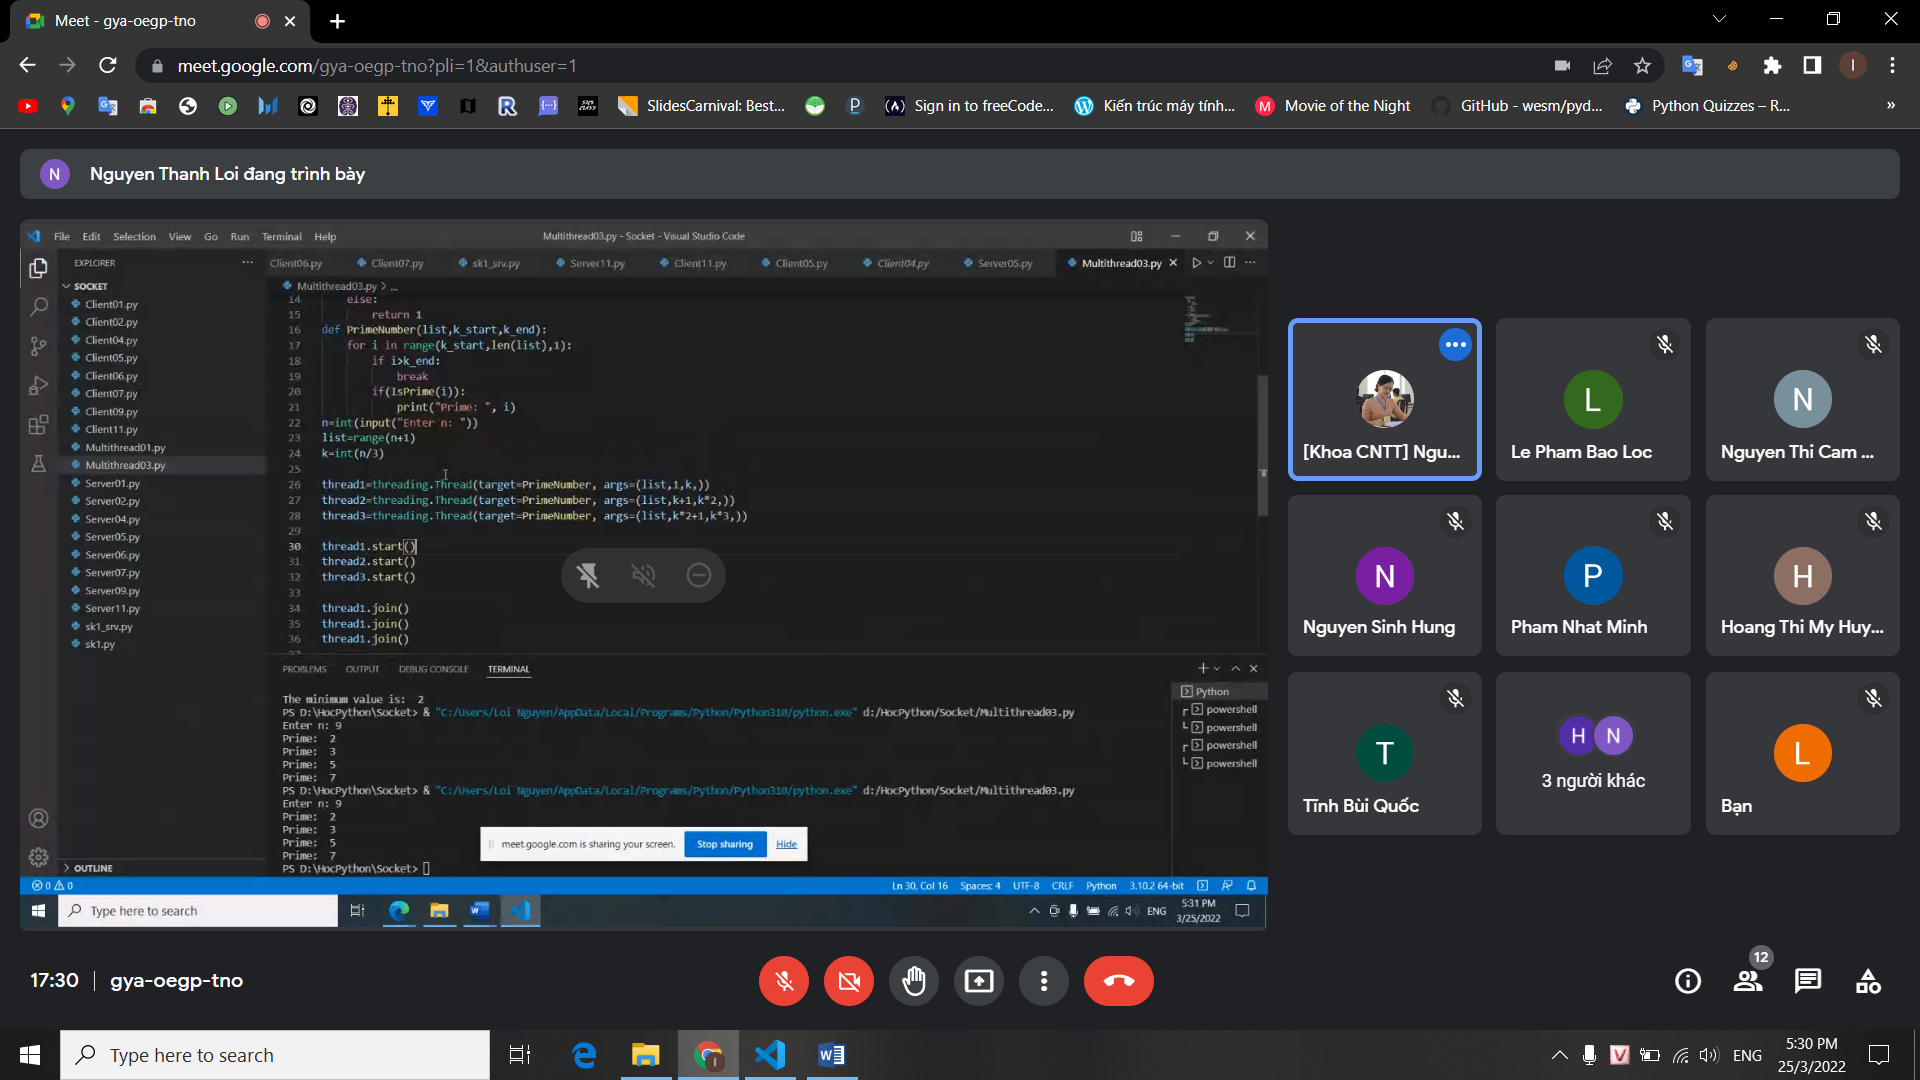 Meet - gya-oegp-tno
meet.google.com/gya-oegp-tno?pli=1&authuser=1
SlidesCarnival: Best...
Sign in to freeCode...
Kiến trúc máy tính...
Movie of the Night
GitHub - wesm/pyd...
Python Quizzes – R...
N
Nguyen Thanh Loi đang trình bày
File Edit Selection View Go Run Terminal Help
Multithread03.py - Socket - Visual Studio Code
EXPLORER
Client06.py Client07.py sk1_srv.py Server11.py Client11.py Client05.py Client04.py Server05.py Multithread03.py
Multithread03.py > ...
SOCKET
Client01.py
Client02.py
Client04.py
Client05.py
Client06.py
Client07.py
Client09.py
Client11.py
Multithread01.py
Multithread03.py
Server01.py
Server02.py
Server04.py
Server05.py
Server06.py
Server07.py
Server09.py
Server11.py
sk1_srv.py
sk1.py
OUTLINE
14 else:
15 return 1
16 def PrimeNumber(list,k_start,k_end):
17 for i in range(k_start,len(list),1):
18 if i>k_end:
19 break
20 if(IsPrime(i)):
21 print("Prime: ", i)
22 n=int(input("Enter n: "))
23 list=range(n+1)
24 k=int(n/3)
25
26 thread1=threading.Thread(target=PrimeNumber, args=(list,1,k,))
27 thread2=threading.Thread(target=PrimeNumber, args=(list,k+1,k*2,))
28 thread3=threading.Thread(target=PrimeNumber, args=(list,k*2+1,k*3,))
29
30 thread1.start()
31 thread2.start()
32 thread3.start()
33
34 thread1.join()
35 thread1.join()
36 thread1.join()
PROBLEMS OUTPUT DEBUG CONSOLE TERMINAL
The minimum value is: 2
PS D:\HocPython\Socket> & "C:/Users/Loi Nguyen/AppData/Local/Programs/Python/Python310/python.exe" d:/HocPython/Socket/Multithread03.py
Enter n: 9
Prime: 2
Prime: 3
Prime: 5
Prime: 7
PS D:\HocPython\Socket> & "C:/Users/Loi Nguyen/AppData/Local/Programs/Python/Python310/python.exe" d:/HocPython/Socket/Multithread03.py
Enter n: 9
Prime: 2
Prime: 3
Prime: 5
Prime: 7
PS D:\HocPython\Socket>
Python
powershell
powershell
powershell
powershell
meet.google.com is sharing your screen. Stop sharing Hide
0 0
Ln 30, Col 16 Spaces: 4 UTF-8 CRLF Python 3.10.2 64-bit
Type here to search
ENG
5:31 PM
3/25/2022
[Khoa CNTT] Ngu...
L
Le Pham Bao Loc
N
Nguyen Thi Cam ...
N
Nguyen Sinh Hung
P
Pham Nhat Minh
H
Hoang Thi My Huy...
T
Tĩnh Bùi Quốc
H N
3 người khác
L
Bạn
17:30 | gya-oegp-tno
12
Type here to search
ENG
5:30 PM
25/3/2022